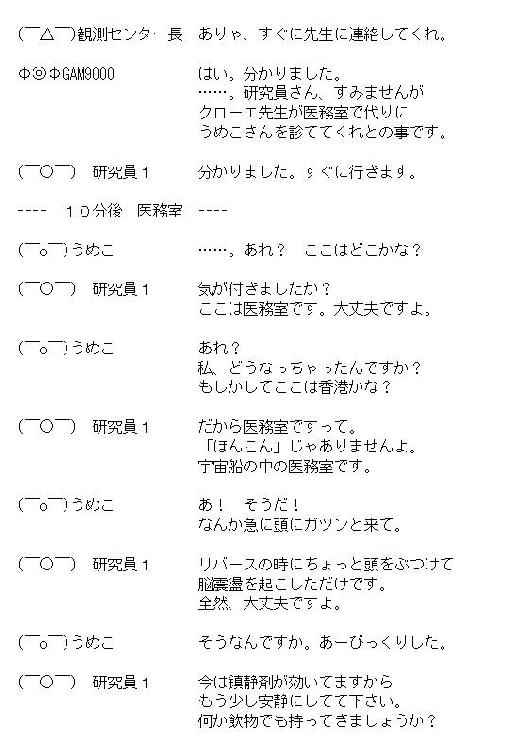 (￣△￣)観測センター長　ありゃ、すぐに先生に連絡してくれ。
Φ◎ΦGAM9000　はい。分かりました。
……。研究員さん、すみませんが
クローエ先生が医務室で代りに
うめこさんを診ててくれとの事です。
(￣○￣)　研究員１　分かりました。すぐに行きます。
----　１０分後　医務室　----
(￣o￣)うめこ　……。あれ？　ここはどこかな？
(￣○￣)　研究員１　気が付きましたか？
ここは医務室です。大丈夫ですよ。
(￣o￣)うめこ　あれ？
私、どうなっちゃったんですか？
もしかしてここは香港かな？
(￣○￣)　研究員１　だから医務室ですって。
「ほんこん」じゃありませんよ。
宇宙船の中の医務室です。
(￣o￣)うめこ　あ！　そうだ！
なんか急に頭にガツンと来て。
(￣○￣)　研究員１　リバースの時にちょっと頭をぶつけて
脳震盪を起こしただけです。
全然、大丈夫ですよ。
(￣o￣)うめこ　そうなんですか。あーびっくりした。
(￣○￣)　研究員１　今は鎮静剤が効いてますから
もう少し安静にしてて下さい。
何か飲物でも持ってきましょうか？